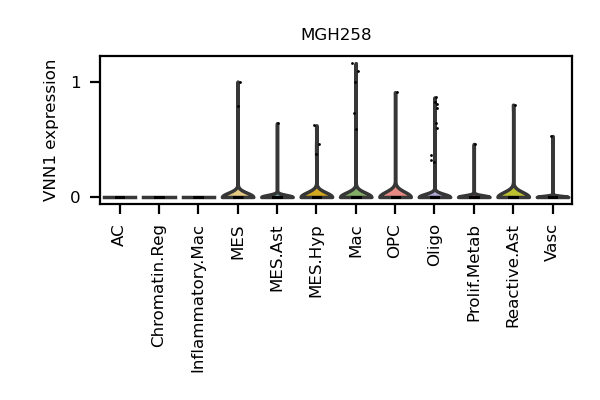 MGH258
VNN1 expression
1
0
AC
Chromatin.Reg
Inflammatory.Mac
MES
MES.Ast
MES.Hyp
Mac
OPC
Oligo
Prolif.Metab
Reactive.Ast
Vasc